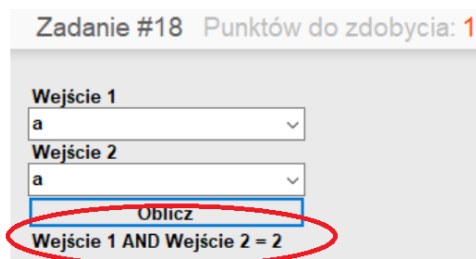 Zadanie #18 Punktów do zdobycia: 1
Wejście 1
a
Wejście 2
a
Oblicz
Wejście 1 AND Wejście 2 = 2